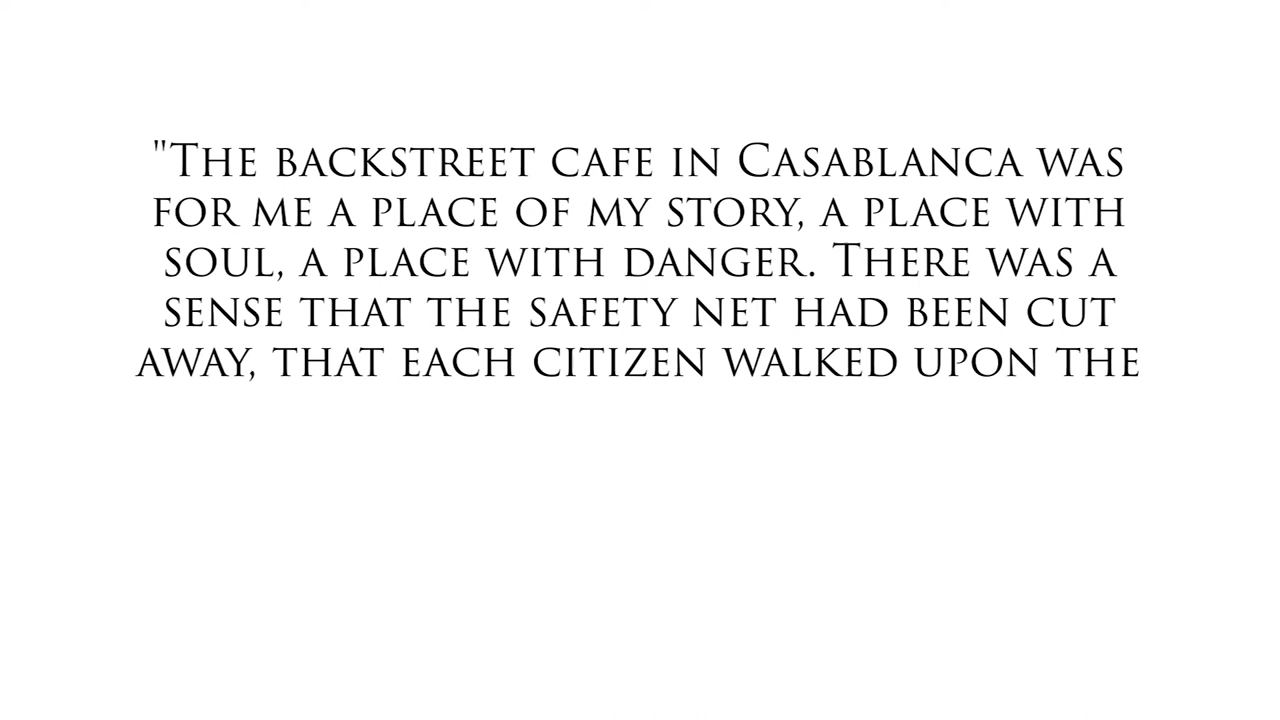 "The backstreet cafe in Casablanca was
for me a place of my story, a place with
soul, a place with danger. There was a
sense that the safety net had been cut
away, that each citizen walked upon the